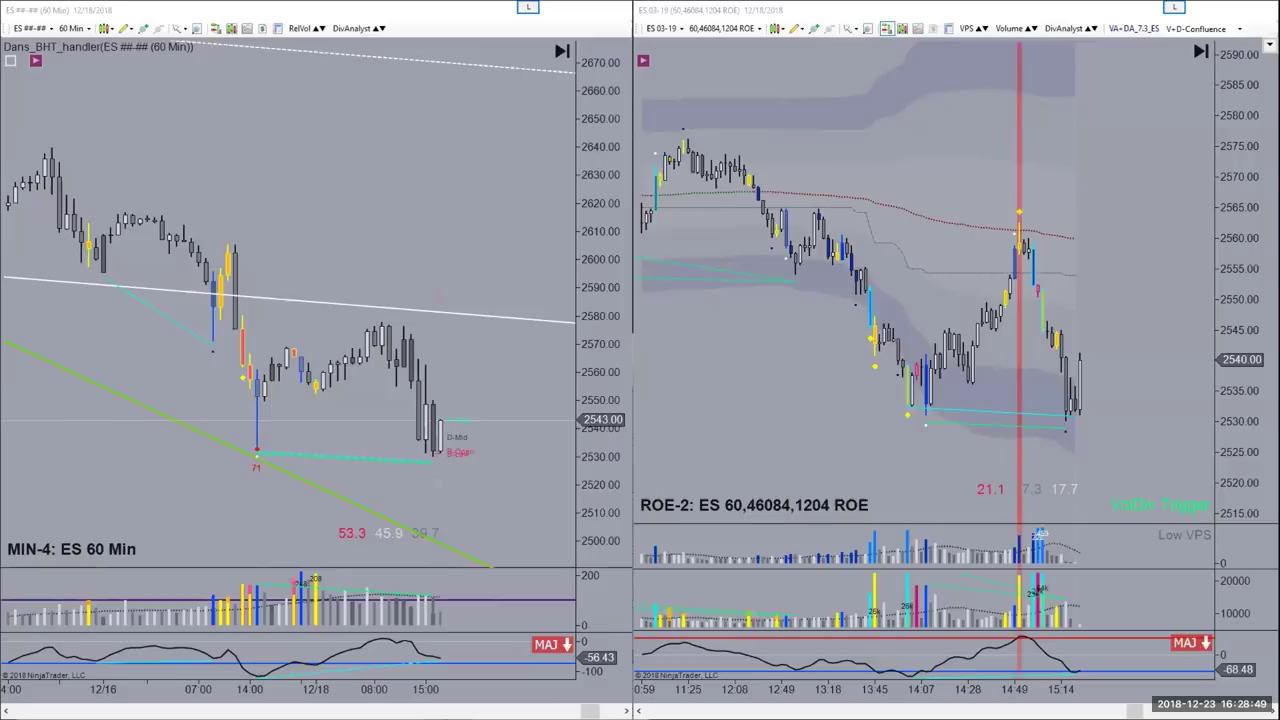 ES ##-## (60 Min) 12/18/2018
L
ES ##-## 60 Min RelVol DivAnalyst
Dans_BHT_handler(ES ##-## (60 Min))
2670.00
2660.00
2650.00
2640.00
2630.00
2620.00
2610.00
2600.00
2590.00
2580.00
2570.00
2560.00
2550.00
2543.00
2540.00
D-Mid
2530.00
71
2520.00
2510.00
53.3 45.9 39.7
2500.00
MIN-4: ES 60 Min
200
208
0
MAJ
0
-56.43
-100
© 2018 NinjaTrader, LLC
4:00 12/16 07:00 14:00 12/18 08:00 15:00
ES 03-19 (60,46084,1204 ROE) 12/18/2018
L
ES 03-19 60,46084,1204 ROE VPS Volume DivAnalyst VA+DA_7.3_ES V+D-Confluence
2590.00
2585.00
2580.00
2575.00
2570.00
2565.00
2560.00
2555.00
2550.00
2545.00
2540.00
2535.00
2530.00
2525.00
2520.00
21.1 7.3 17.7
2515.00
ROE-2: ES 60,46084,1204 ROE
VolDiv Trigger
Low VPS
0
20000
26k 26k
10000
MAJ
0
-68.48
© 2018 NinjaTrader, LLC
0:59 11:25 12:08 12:49 13:18 13:45 14:07 14:28 14:49 15:14
2018-12-23 16:28:49